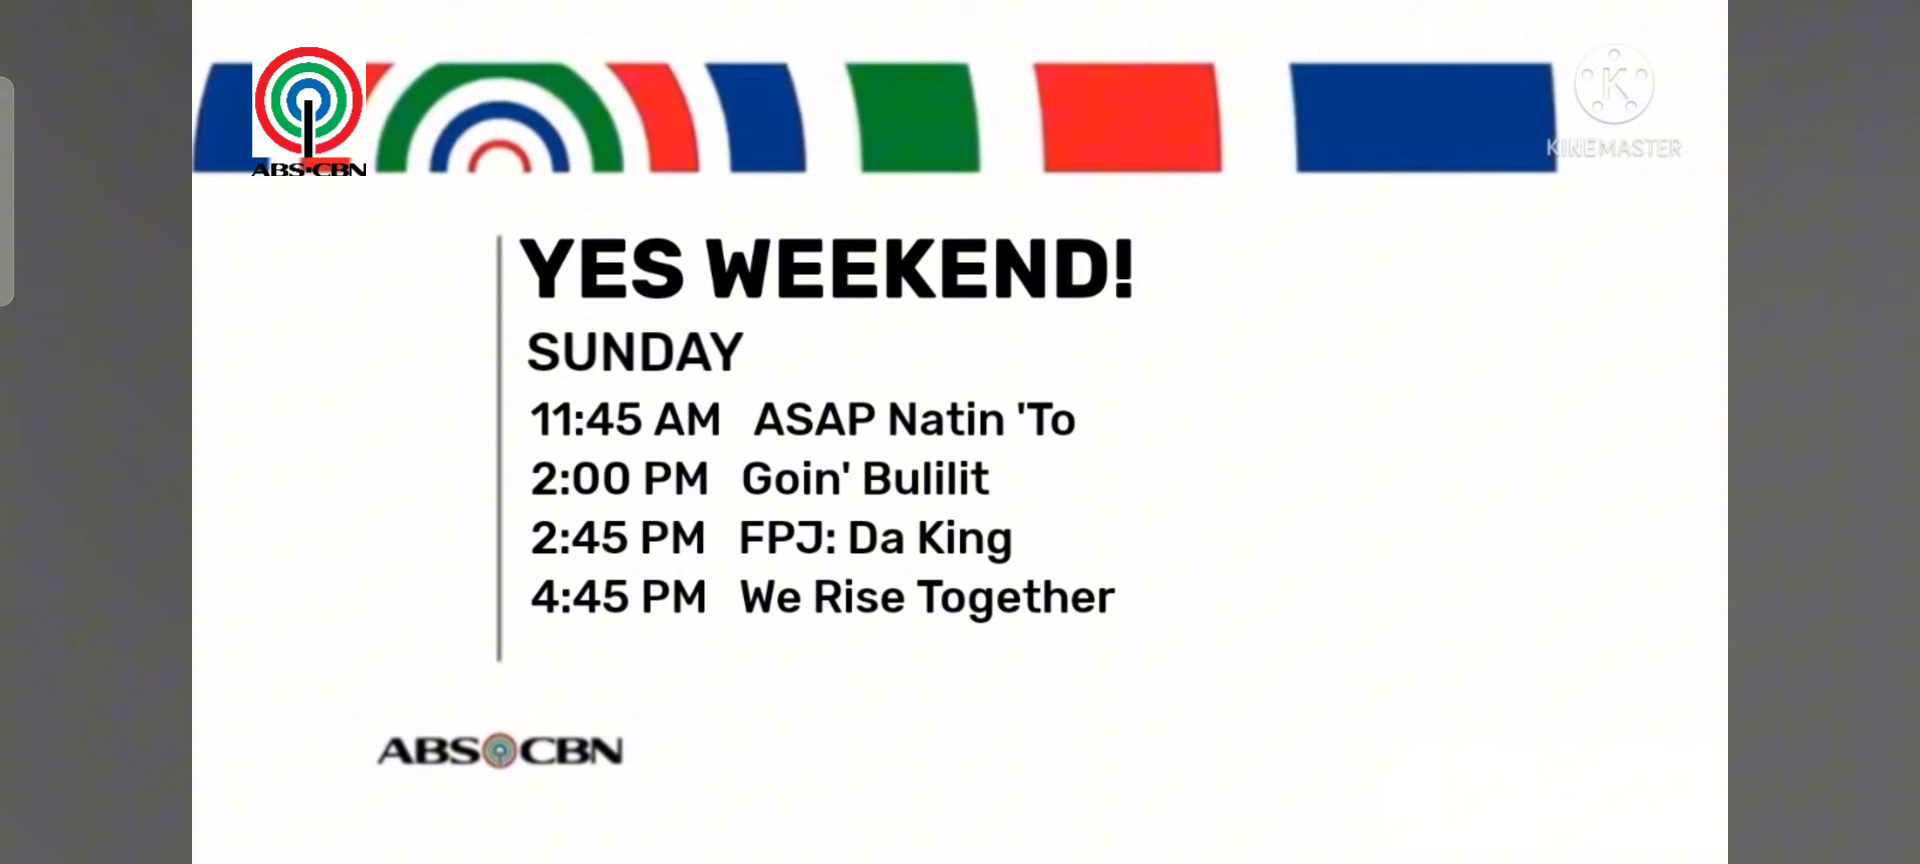 ABS-CBN
KINEMASTER
YES WEEKEND!
SUNDAY
11:45 AM ASAP Natin 'To
2:00 PM Goin' Bulilit
2:45 PM FPJ: Da King
4:45 PM We Rise Together
ABS CBN